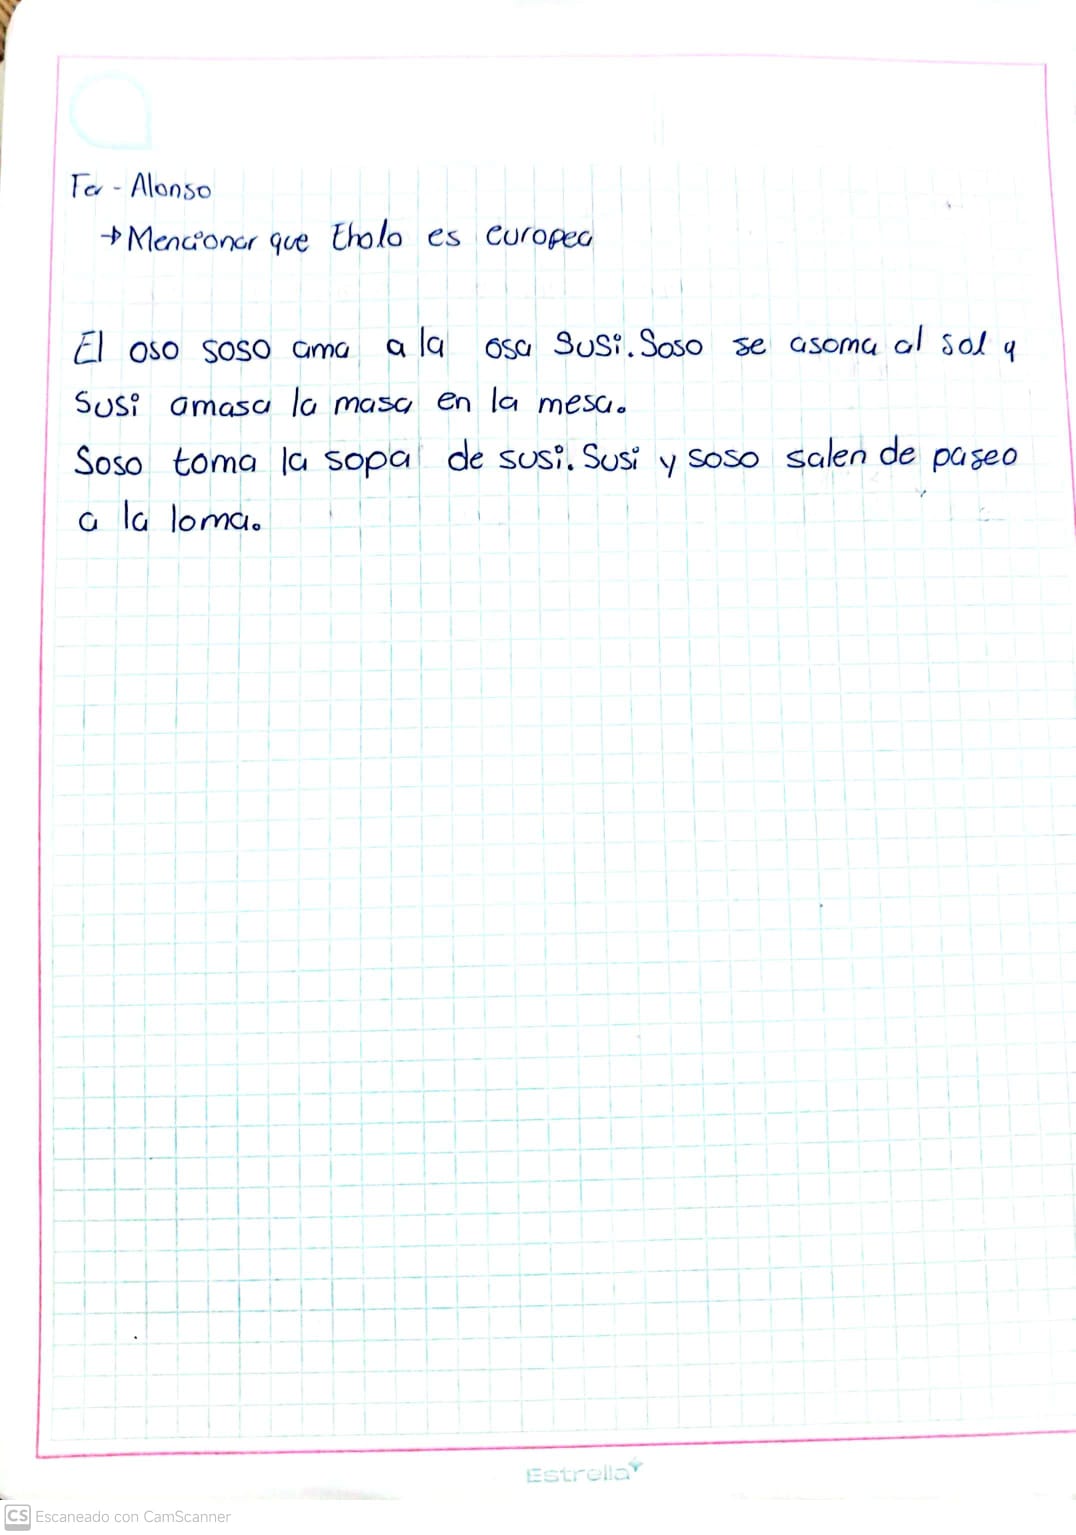 Fer - Alonso
→ Mencionar que Eholo es europea
El oso soso ama a la osa Susi. Soso se asoma al sol y
Susi amasa la masa en la mesa.
Soso toma la sopa de susi. Susi y soso salen de paseo
a la loma.
Estrella
CS Escaneado con CamScanner